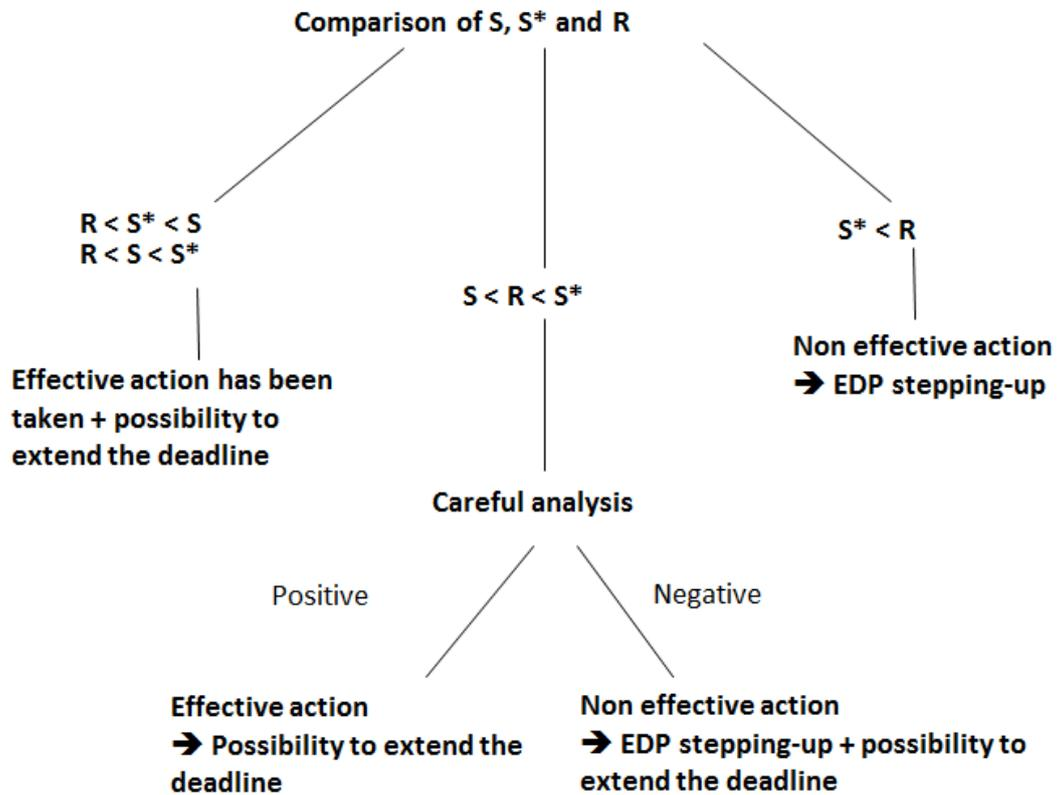 Comparison of S, S* and R
R < S* < S
R < S < S*
Effective action has been
taken + possibility to
extend the deadline
S < R < S*
S* < R
Non effective action
➔ EDP stepping-up
Careful analysis
Positive
Negative
Effective action
➔ Possibility to extend the
deadline
Non effective action
➔ EDP stepping-up + possibility to
extend the deadline